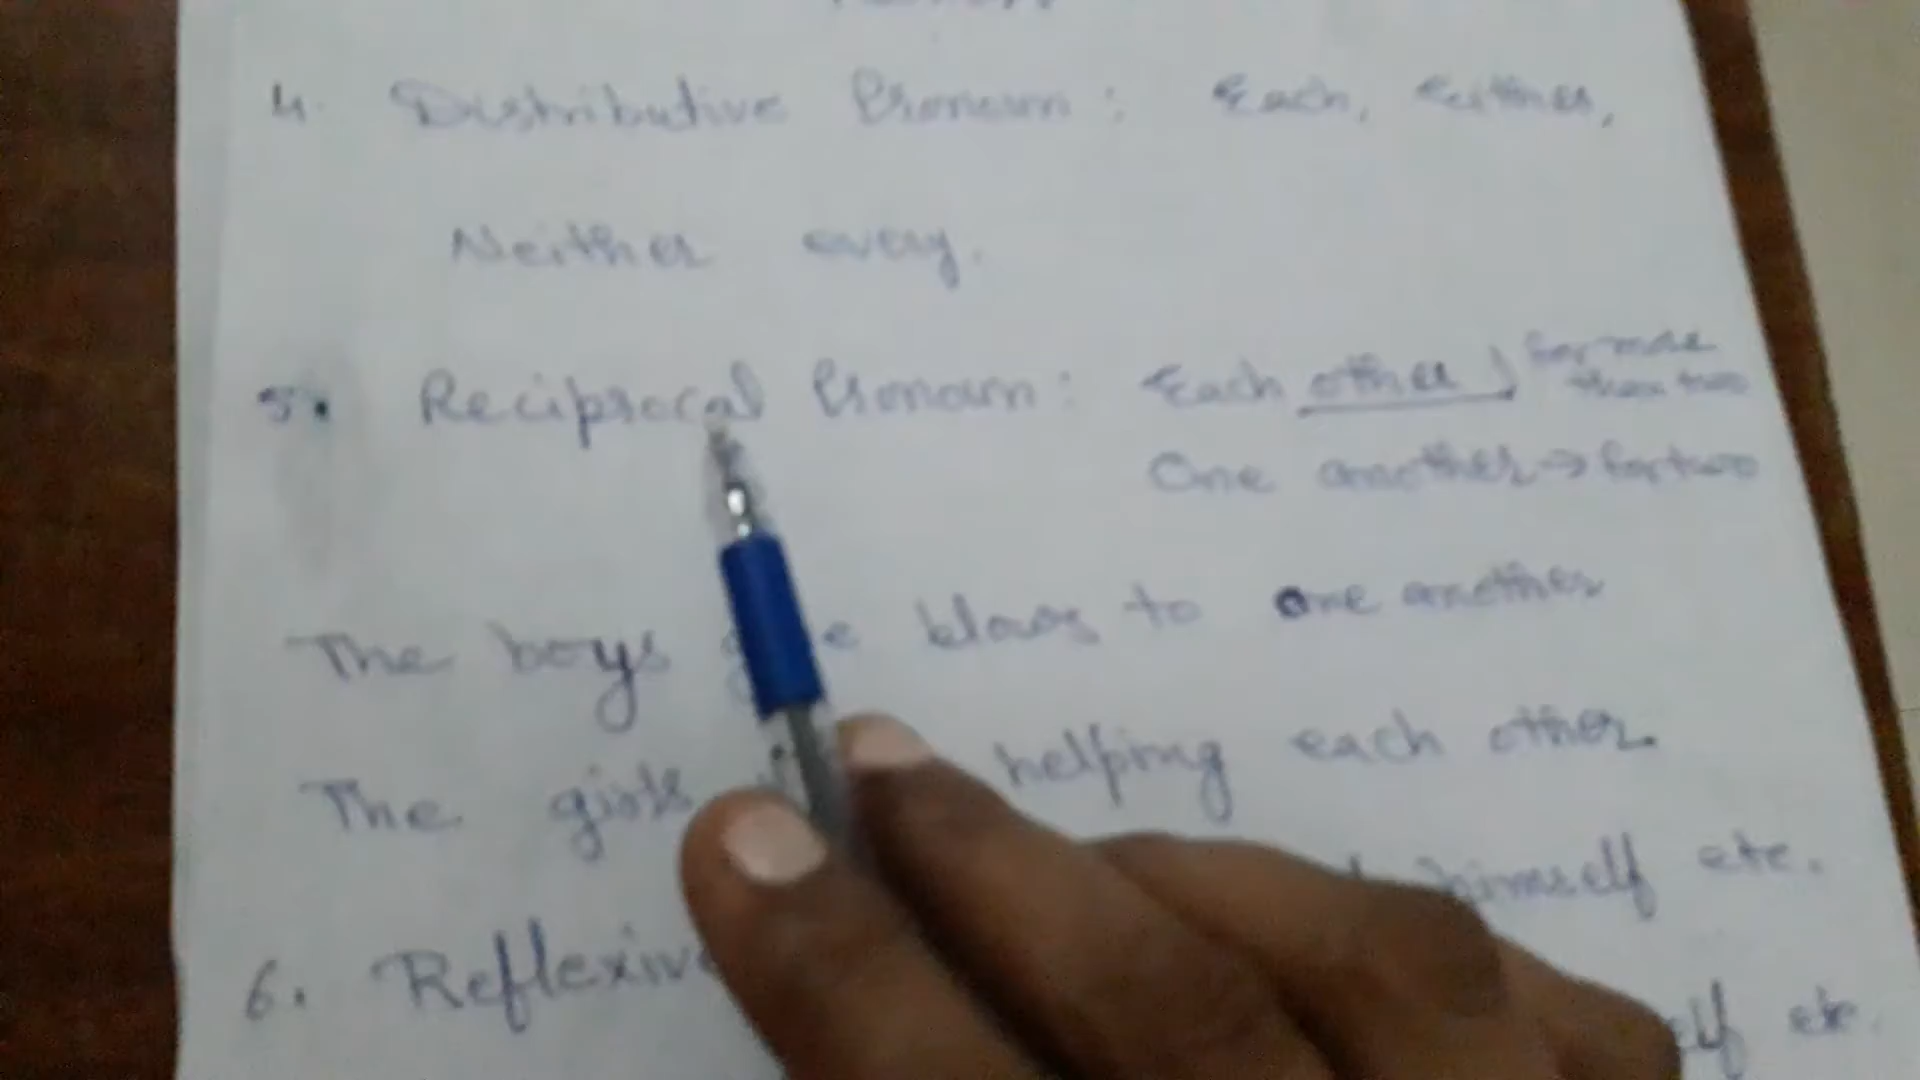 4. Distributive Pronoun: Each, Either,
Neither every.
5. Reciprocal Pronoun: Each other for more than two
One another → for two
The boys blows to one another
The girls helping each other.
himself etc.
6. Reflexive
etc.